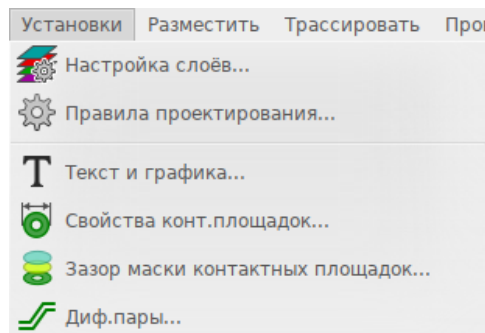 Установки Разместить Трассировать
Настройка слоёв...
Правила проектирования...
Текст и графика...
Свойства конт.площадок...
Зазор маски контактных площадок...
Диф.пары...